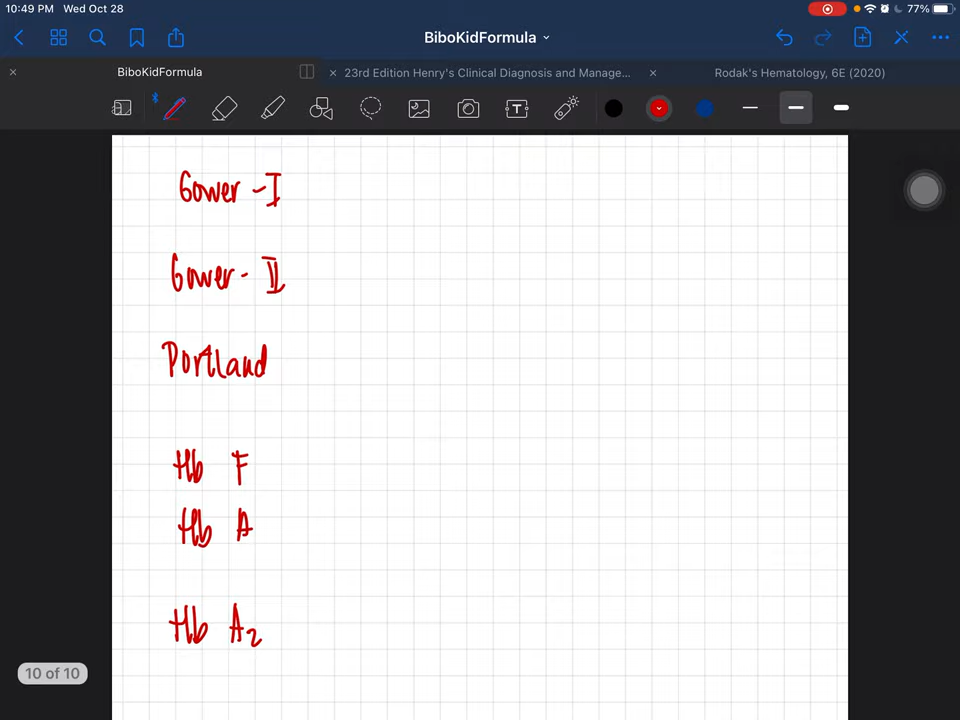 10:49 PM Wed Oct 28 77%
BiboKidFormula
BiboKidFormula
23rd Edition Henry's Clinical Diagnosis and Manage...
Rodak's Hematology, 6E (2020)
Gower - I
Gower - II
Portland
Hb F
Hb A
Hb A2
10 of 10